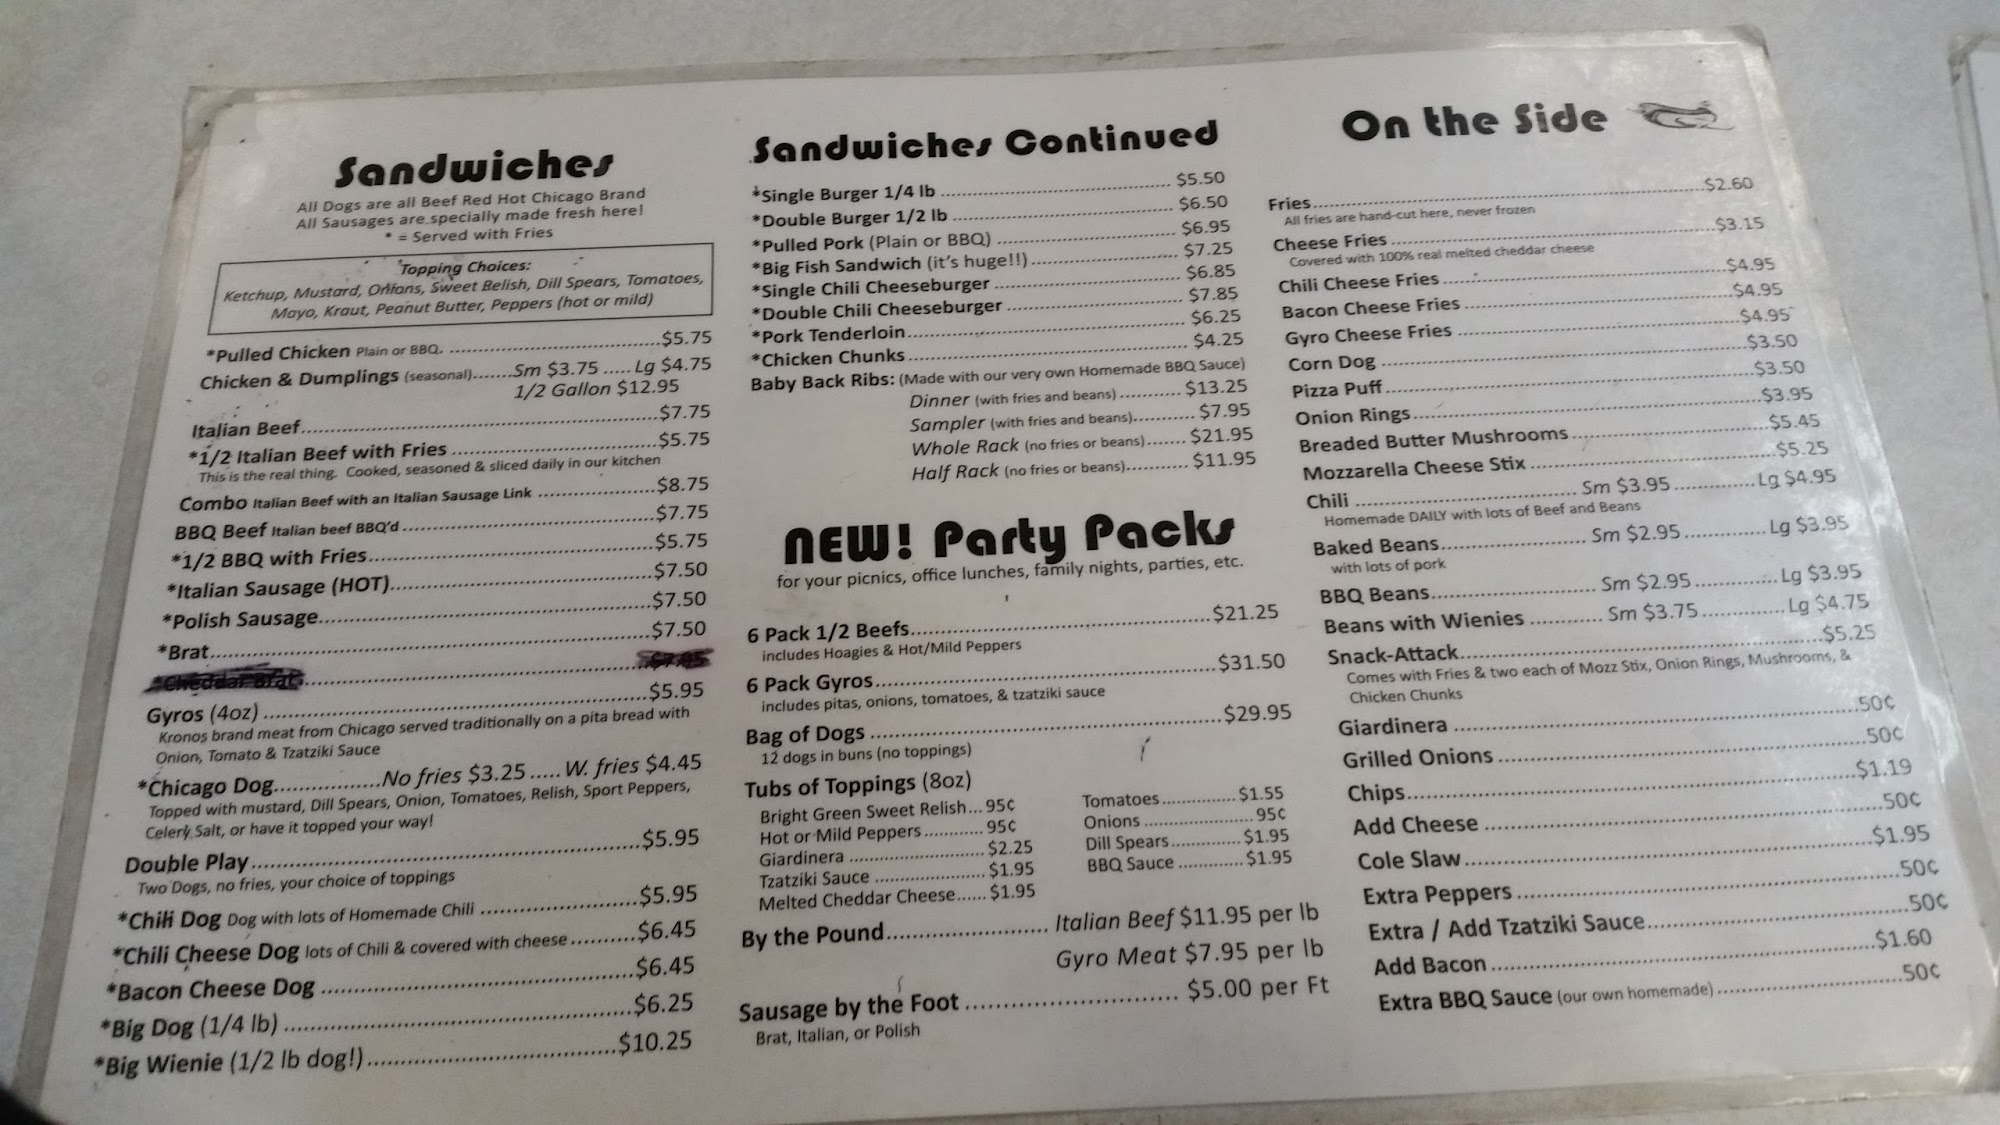 Sandwiches
All Dogs are all Beef Red Hot Chicago Brand
All Sausages are specially made fresh here!
* = Served with Fries
Topping Choices:
Ketchup, Mustard, Onions, Sweet Relish, Dill Spears, Tomatoes,
Mayo, Kraut, Peanut Butter, Peppers (hot or mild)
*Pulled Chicken Plain or BBQ. $5.75
Chicken & Dumplings (seasonal) Sm $3.75 ..... Lg $4.75
1/2 Gallon $12.95
Italian Beef $7.75
*1/2 Italian Beef with Fries $5.75
This is the real thing. Cooked, seasoned & sliced daily in our kitchen
Combo Italian Beef with an Italian Sausage Link $8.75
BBQ Beef Italian beef BBQ'd $7.75
*1/2 BBQ with Fries $5.75
*Italian Sausage (HOT) $7.50
*Polish Sausage $7.50
*Brat $7.50
*Cheddar Brat
Gyros (4oz) $5.95
Kronos brand meat from Chicago served traditionally on a pita bread with
Onion, Tomato & Tzatziki Sauce
*Chicago Dog No fries $3.25 ..... W. fries $4.45
Topped with mustard, Dill Spears, Onion, Tomatoes, Relish, Sport Peppers,
Celery Salt, or have it topped your way!
Double Play $5.95
Two Dogs, no fries, your choice of toppings
*Chili Dog Dog with lots of Homemade Chili $5.95
*Chili Cheese Dog lots of Chili & covered with cheese $6.45
*Bacon Cheese Dog $6.45
*Big Dog (1/4 lb) $6.25
*Big Wienie (1/2 lb dog!) $10.25
Sandwiches Continued
*Single Burger 1/4 lb $5.50
*Double Burger 1/2 lb $6.50
*Pulled Pork (Plain or BBQ) $6.95
*Big Fish Sandwich (it's huge!!) $7.25
*Single Chili Cheeseburger $6.85
*Double Chili Cheeseburger $7.85
*Pork Tenderloin $6.25
*Chicken Chunks $4.25
Baby Back Ribs: (Made with our very own Homemade BBQ Sauce)
Dinner (with fries and beans) $13.25
Sampler (with fries and beans) $7.95
Whole Rack (no fries or beans) $21.95
Half Rack (no fries or beans) $11.95
NEW! Party Packs
for your picnics, office lunches, family nights, parties, etc.
6 Pack 1/2 Beefs $21.25
includes Hoagies & Hot/Mild Peppers
6 Pack Gyros $31.50
includes pitas, onions, tomatoes, & tzatziki sauce
Bag of Dogs $29.95
12 dogs in buns (no toppings)
Tubs of Toppings (8oz)
Bright Green Sweet Relish... 95¢
Hot or Mild Peppers 95¢
Giardinera $2.25
Tzatziki Sauce $1.95
Melted Cheddar Cheese $1.95
Tomatoes $1.55
Onions 95¢
Dill Spears $1.95
BBQ Sauce $1.95
By the Pound Italian Beef $11.95 per lb
Gyro Meat $7.95 per lb
Sausage by the Foot $5.00 per Ft
Brat, Italian, or Polish
On the Side
Fries $2.60
All fries are hand-cut here, never frozen
Cheese Fries $3.15
Covered with 100% real melted cheddar cheese
Chili Cheese Fries $4.95
Bacon Cheese Fries $4.95
Gyro Cheese Fries $4.95
Corn Dog $3.50
Pizza Puff $3.50
Onion Rings $3.95
Breaded Butter Mushrooms $5.45
Mozzarella Cheese Stix $5.25
Chili Sm $3.95 Lg $4.95
Homemade DAILY with lots of Beef and Beans
Baked Beans Sm $2.95 Lg $3.95
with lots of pork
BBQ Beans Sm $2.95 Lg $3.95
Beans with Wienies Sm $3.75 Lg $4.75
Snack-Attack $5.25
Comes with Fries & two each of Mozz Stix, Onion Rings, Mushrooms, &
Chicken Chunks
Giardinera 50¢
Grilled Onions 50¢
Chips $1.19
Add Cheese 50¢
Cole Slaw $1.95
Extra Peppers 50¢
Extra / Add Tzatziki Sauce 50¢
Add Bacon $1.60
Extra BBQ Sauce (our own homemade) 50¢